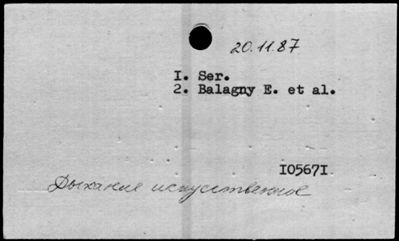 20.11.87
I. Ser.
2. Balagny E. et al.
I0567I
Дыхание искусственное